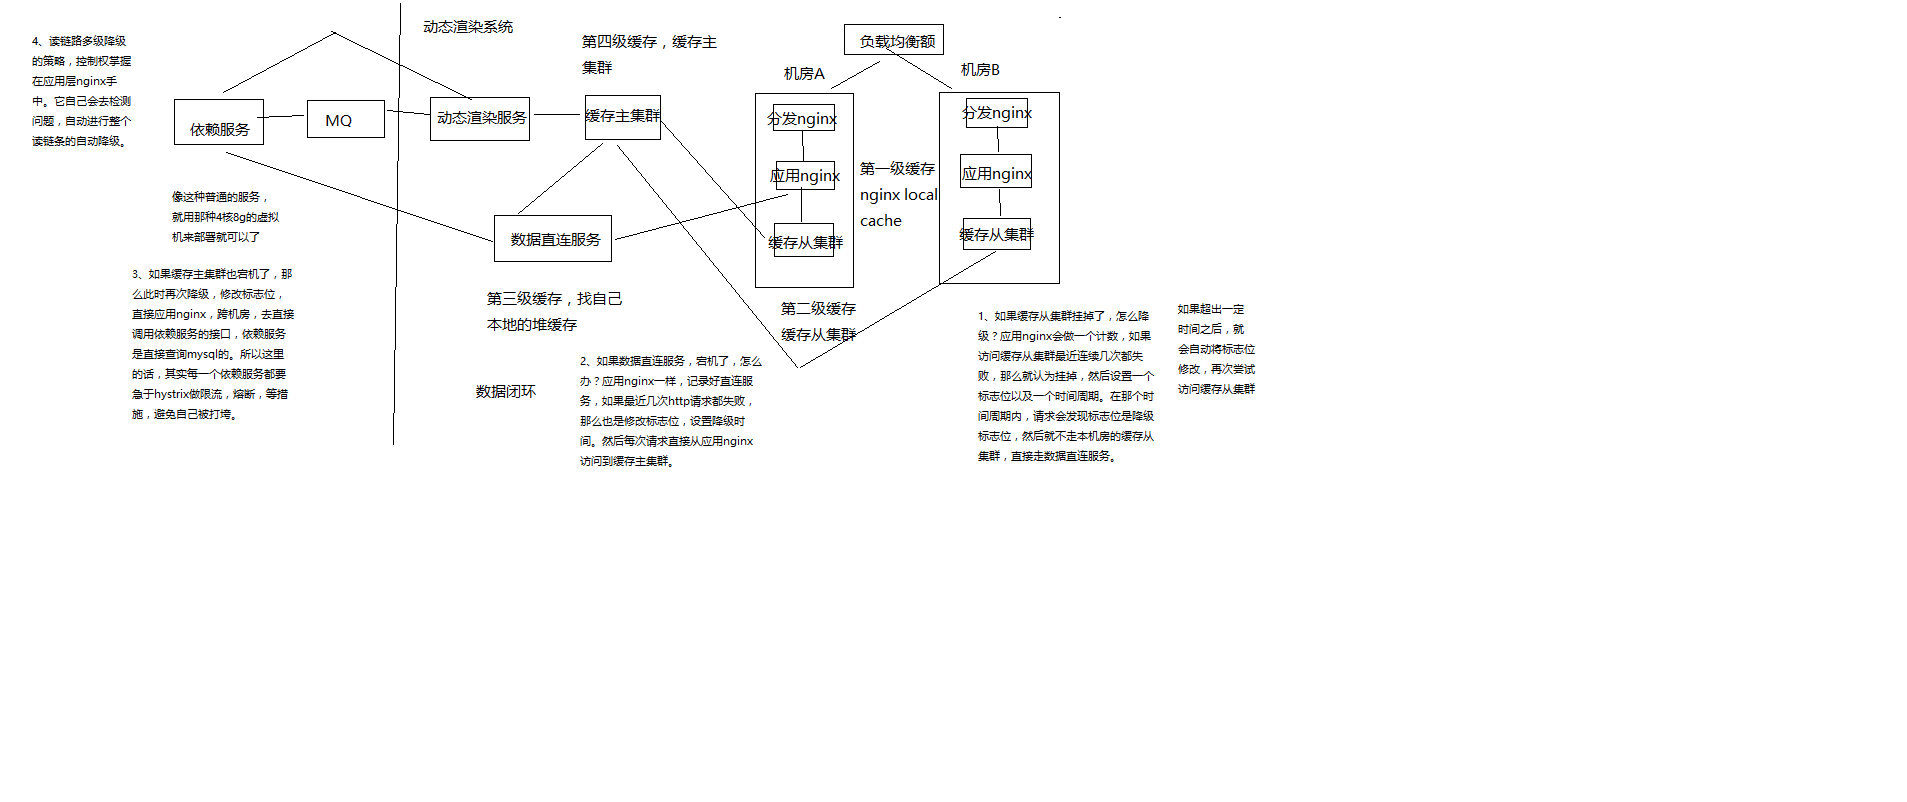 4、读链路多级降级
的策略，控制权掌握
在应用层nginx手
中。它自己会去检测
问题，自动进行整个
读链条的自动降级。
动态渲染系统
第四级缓存，缓存主
集群
负载均衡额
机房A
机房B
依赖服务
MQ
动态渲染服务
缓存主集群
分发nginx
应用nginx
缓存从集群
第一级缓存
nginx local
cache
分发nginx
应用nginx
缓存从集群
像这种普通的服务，
就用那种4核8g的虚拟
机来部署就可以了
数据直连服务
3、如果缓存主集群也宕机了，那
么此时再次降级，修改标志位，
直接应用nginx，跨机房，去直接
调用依赖服务的接口，依赖服务
是直接查询mysql的。所以这里
的话，其实每一个依赖服务都要
急于hystrix做限流，熔断，等措
施，避免自己被打垮。
第三级缓存，找自己
本地的堆缓存
第二级缓存
缓存从集群
数据闭环
2、如果数据直连服务，宕机了，怎么
办？应用nginx一样，记录好直连服
务，如果最近几次http请求都失败，
那么也是修改标志位，设置降级时
间。然后每次请求直接从应用nginx
访问到缓存主集群。
1、如果缓存从集群挂掉了，怎么降
级？应用nginx会做一个计数，如果
访问缓存从集群最近连续几次都失
败，那么就认为挂掉，然后设置一个
标志位以及一个时间周期。在那个时
间周期内，请求会发现标志位是降级
标志位，然后就不走本机房的缓存从
集群，直接走数据直连服务。
如果超出一定
时间之后，就
会自动将标志位
修改，再次尝试
访问缓存从集群